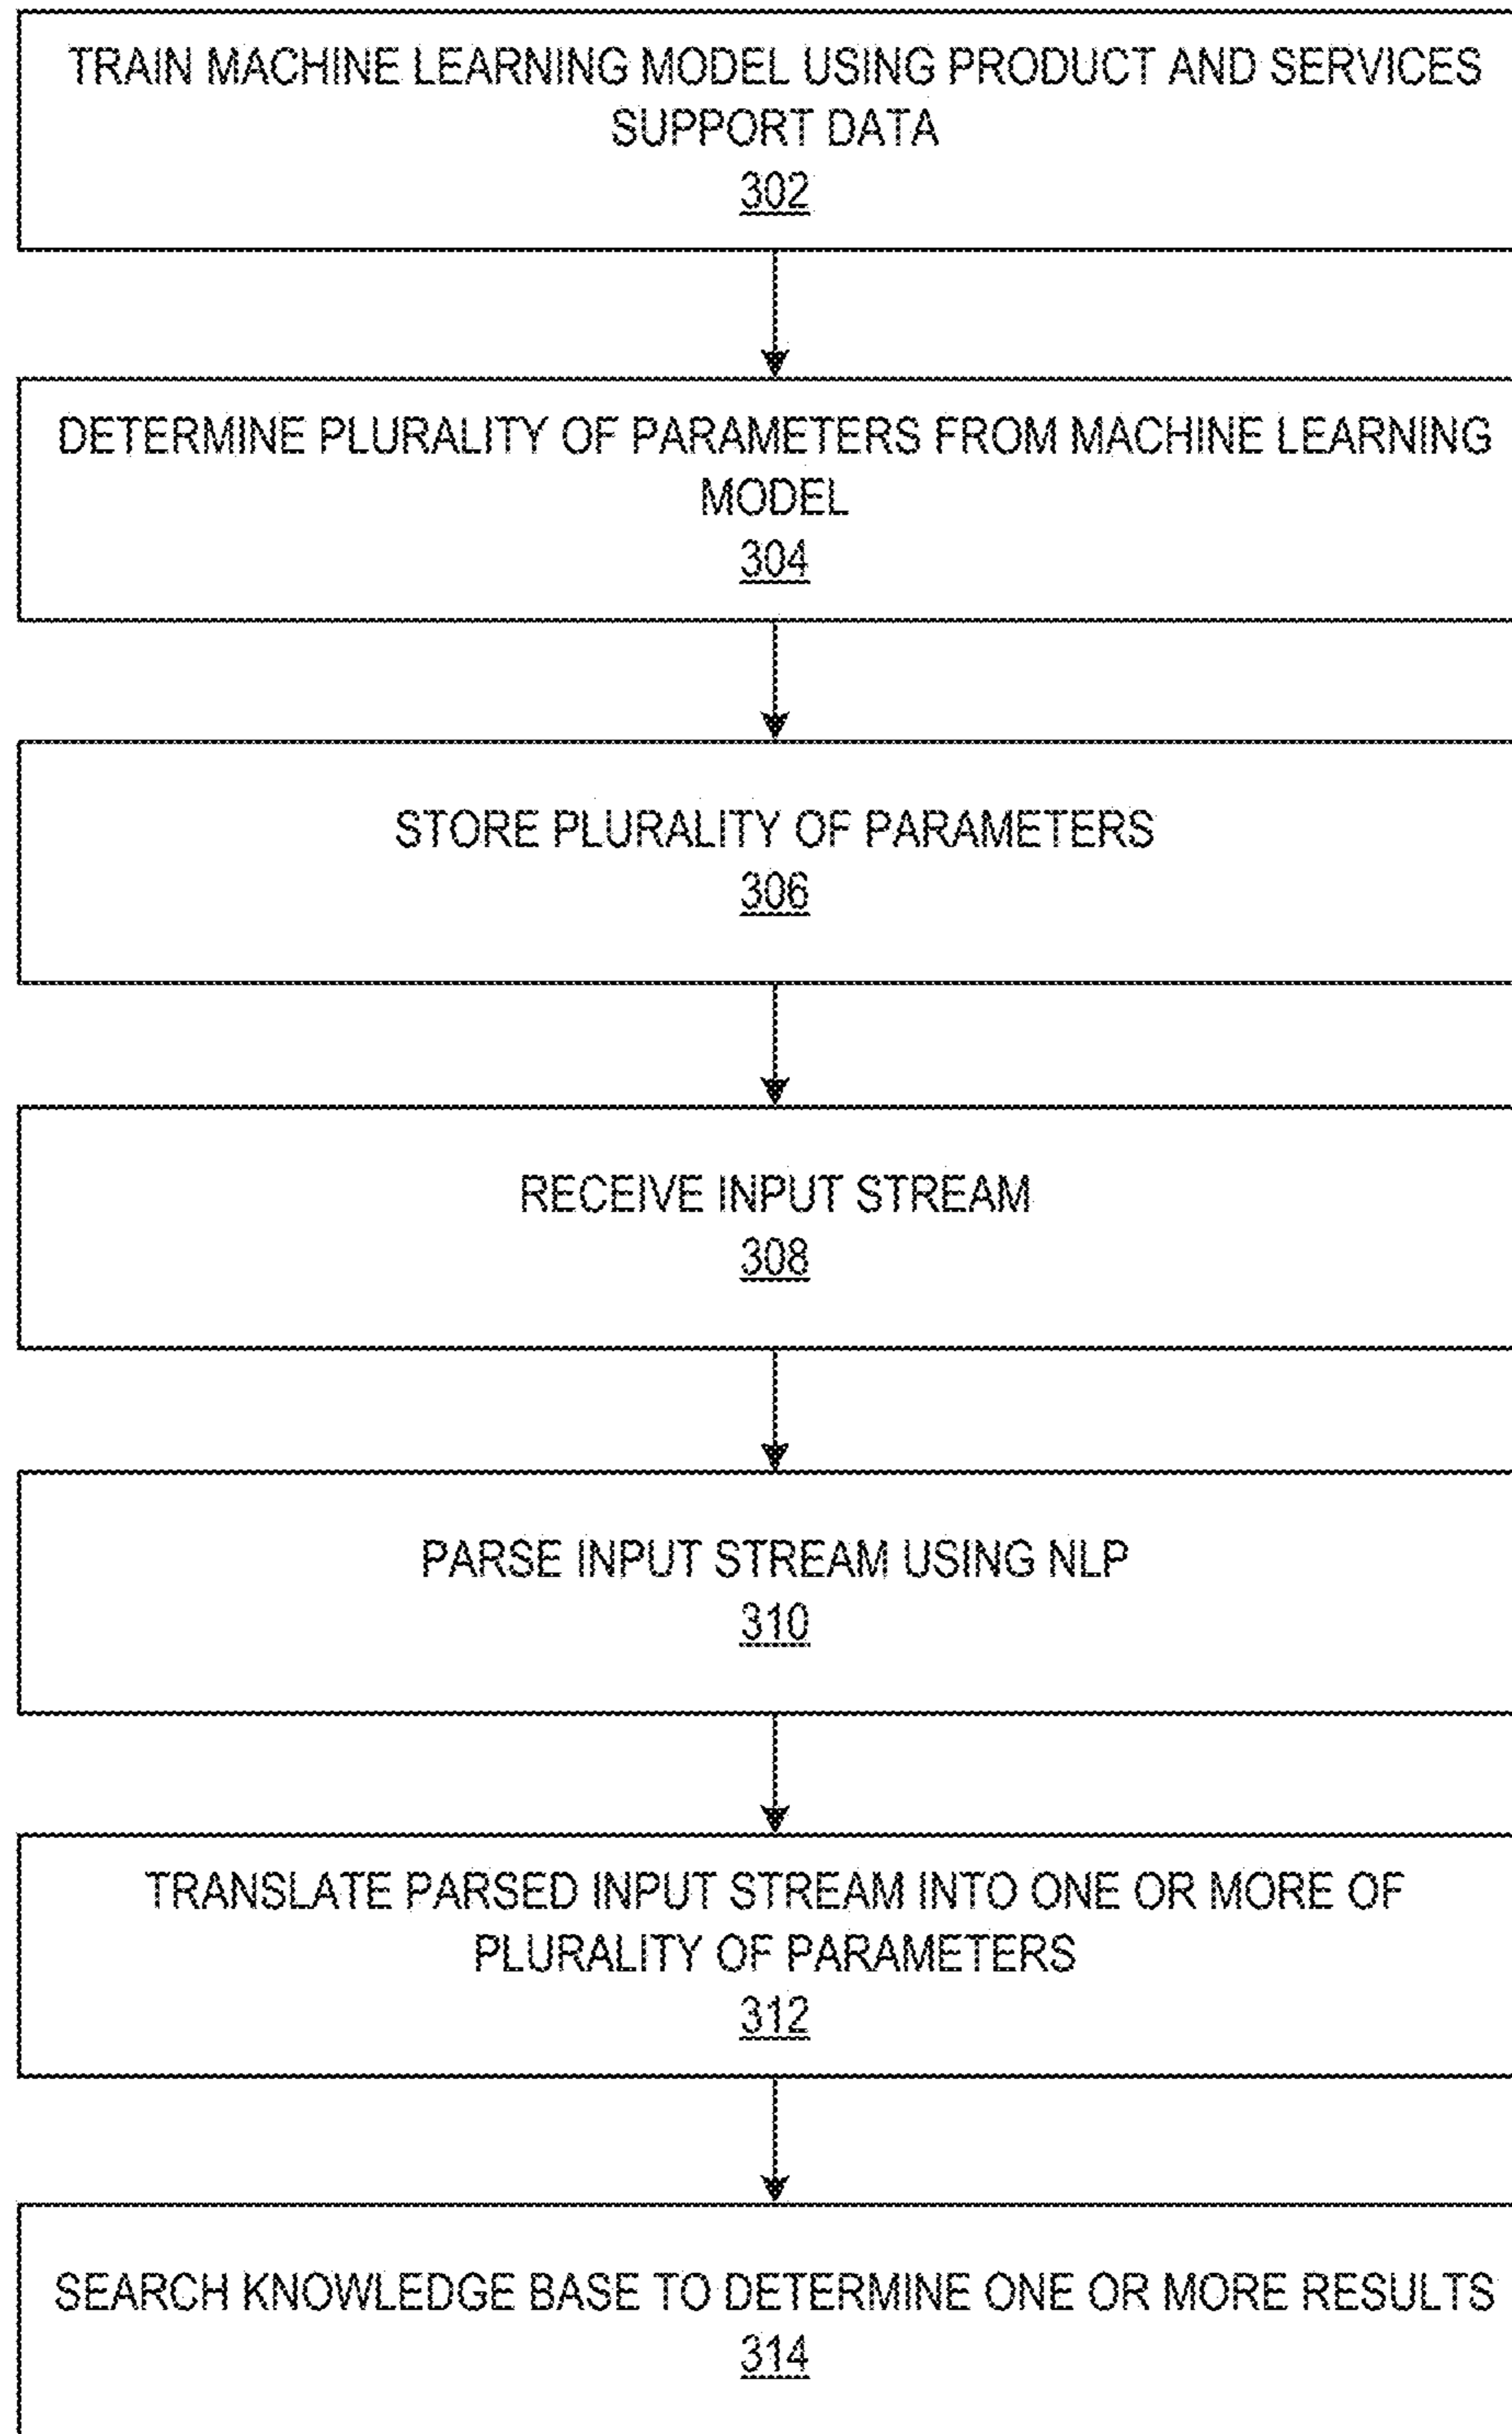 TRAIN MACHINE LEARNING MODEL USING PRODUCT AND SERVICES
SUPPORT DATA
302
DETERMINE PLURALITY OF PARAMETERS FROM MACHINE LEARNING
MODEL
304
STORE PLURALITY OF PARAMETERS
306
RECEIVE INPUT STREAM
308
PARSE INPUT STREAM USING NLP
310
TRANSLATE PARSED INPUT STREAM INTO ONE OR MORE OF
PLURALITY OF PARAMETERS
312
SEARCH KNOWLEDGE BASE TO DETERMINE ONE OR MORE RESULTS
314